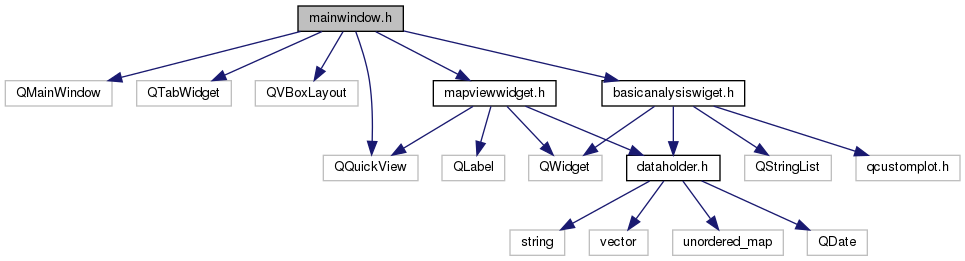 mainwindow.h
QMainWindow
QTabWidget
QVBoxLayout
mapviewwidget.h
basicanalysiswiget.h
QQuickView
QLabel
QWidget
dataholder.h
QStringList
qcustomplot.h
string
vector
unordered_map
QDate